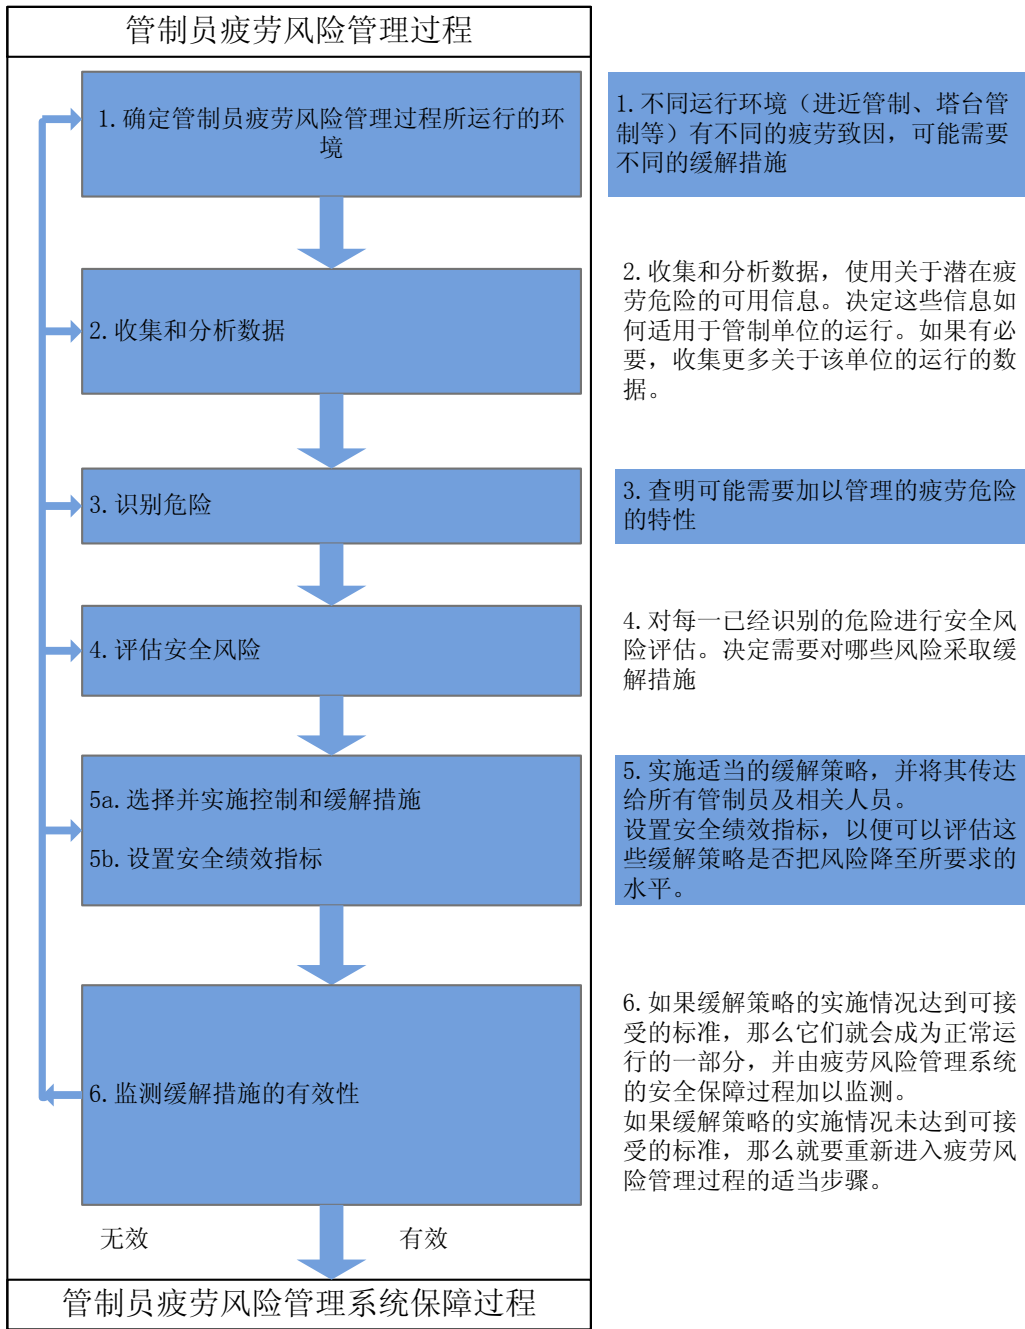 管制员疲劳风险管理过程
1.确定管制员疲劳风险管理过程所运行的环
境
1.不同运行环境（进近管制、塔台管
制等）有不同的疲劳致因，可能需要
不同的缓解措施
2.收集和分析数据
2.收集和分析数据，使用关于潜在疲
劳危险的可用信息。决定这些信息如
何适用于管制单位的运行。如果有必
要，收集更多关于该单位的运行的数
据。
3.识别危险
3.查明可能需要加以管理的疲劳危险
的特性
4.评估安全风险
4.对每一已经识别的危险进行安全风
险评估。决定需要对哪些风险采取缓
解措施
5a.选择并实施控制和缓解措施
5b.设置安全绩效指标
5.实施适当的缓解策略，并将其传达
给所有管制员及相关人员。
设置安全绩效指标，以便可以评估这
些缓解策略是否把风险降至所要求的
水平。
6.监测缓解措施的有效性
6.如果缓解策略的实施情况达到可接
受的标准，那么它们就会成为正常运
行的一部分，并由疲劳风险管理系统
的安全保障过程加以监测。
如果缓解策略的实施情况未达到可接
受的标准，那么就要重新进入疲劳风
险管理过程的适当步骤。
无效
有效
管制员疲劳风险管理系统保障过程